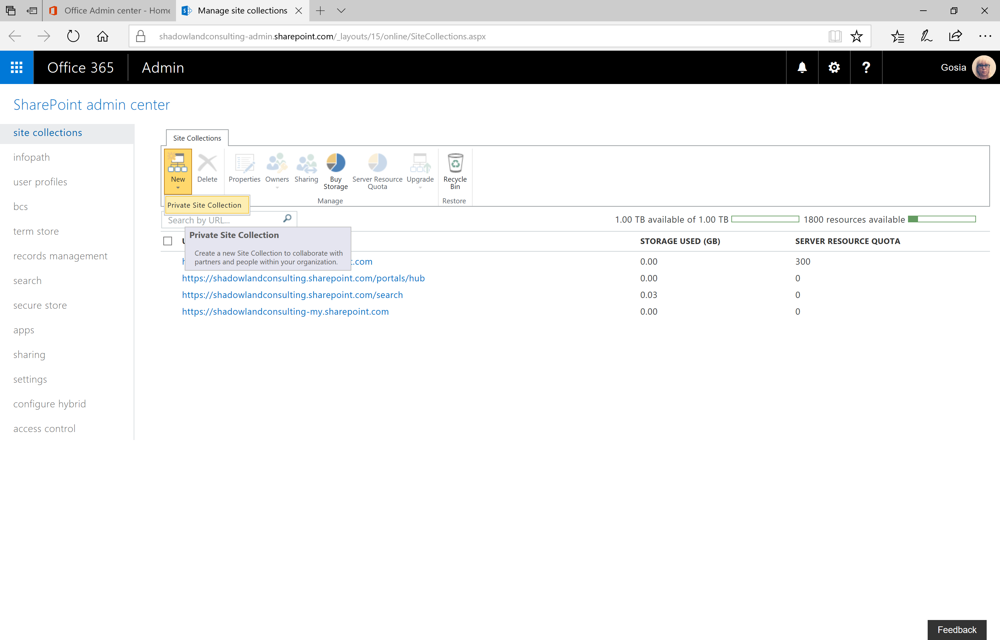 Office Admin center - Home
Manage site collections
shadowlandconsulting-admin.sharepoint.com/_layouts/15/online/SiteCollections.aspx
Office 365
Admin
?
Gosia
SharePoint admin center
site collections
infopath
user profiles
bcs
term store
records management
search
secure store
apps
sharing
settings
configure hybrid
access control
Site Collections
New
Delete
Properties
Owners
Sharing
Buy
Storage
Server Resource
Quota
Upgrade
Recycle
Bin
Manage
Restore
Private Site Collection
Search by URL...
1.00 TB available of 1.00 TB
1800 resources available
Private Site Collection
Create a new Site Collection to collaborate with
partners and people within your organization.
STORAGE USED (GB)
SERVER RESOURCE QUOTA
.com
0.00
300
https://shadowlandconsulting.sharepoint.com/portals/hub
0.00
0
https://shadowlandconsulting.sharepoint.com/search
0.03
0
https://shadowlandconsulting-my.sharepoint.com
0.00
0
Feedback